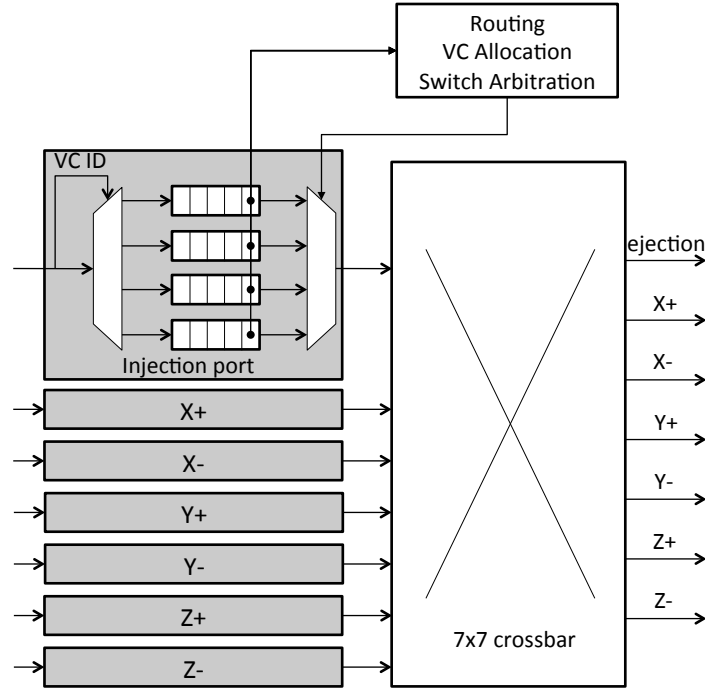 Routing
VC Allocation
Switch Arbitration
VC ID
Injection port
X+
X-
Y+
Y-
Z+
Z-
7x7 crossbar
ejection
X+
X-
Y+
Y-
Z+
Z-